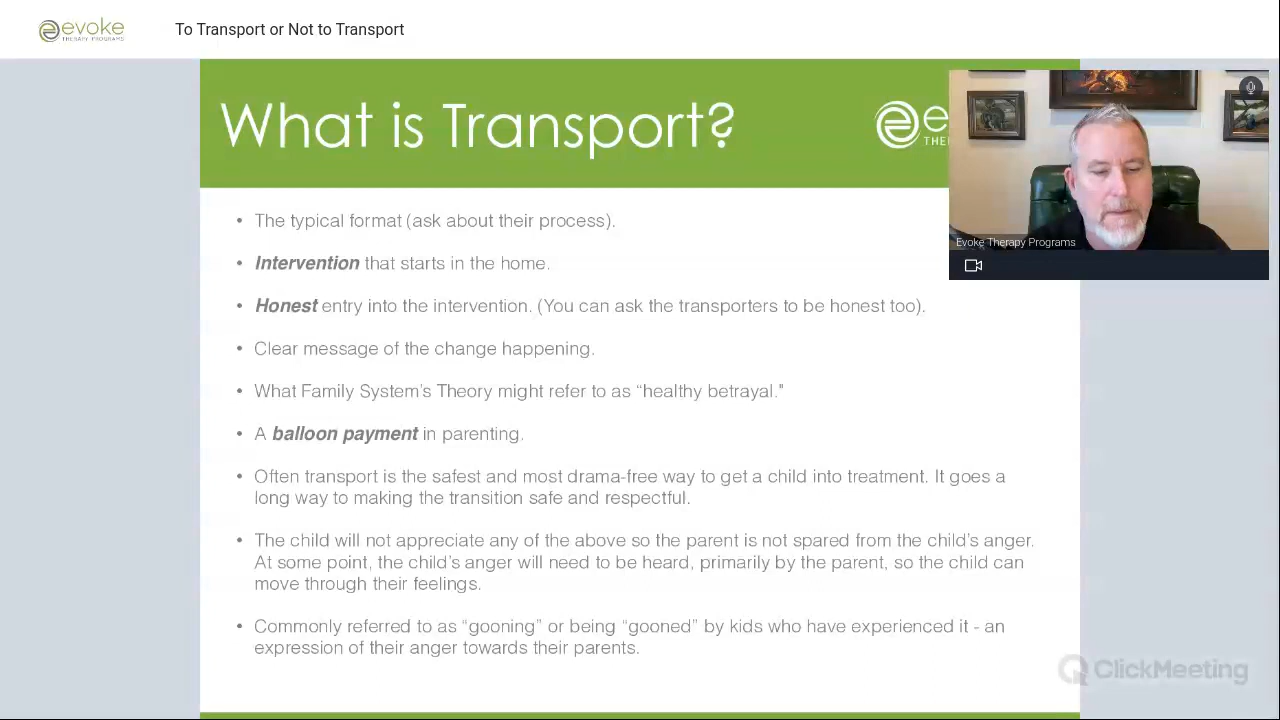 evoke
THERAPY PROGRAMS
To Transport or Not to Transport
What is Transport?
e
THE
Evoke Therapy Programs
• The typical format (ask about their process).
• Intervention that starts in the home.
• Honest entry into the intervention. (You can ask the transporters to be honest too).
• Clear message of the change happening.
• What Family System's Theory might refer to as “healthy betrayal."
• A balloon payment in parenting.
• Often transport is the safest and most drama-free way to get a child into treatment. It goes a
long way to making the transition safe and respectful.
• The child will not appreciate any of the above so the parent is not spared from the child's anger.
At some point, the child's anger will need to be heard, primarily by the parent, so the child can
move through their feelings.
• Commonly referred to as “gooning” or being “gooned” by kids who have experienced it - an
expression of their anger towards their parents.
ClickMeeting